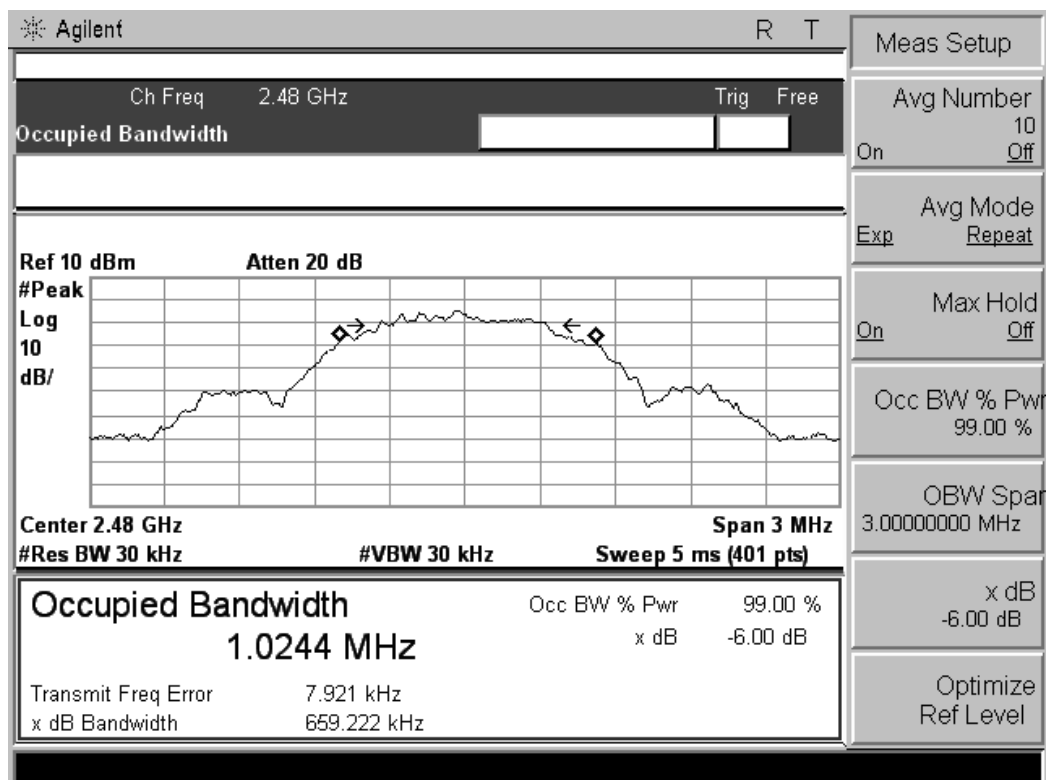 Agilent R T
Ch Freq 2.48 GHz Trig Free
Occupied Bandwidth
Ref 10 dBm Atten 20 dB
#Peak
Log
10
dB/
Center 2.48 GHz Span 3 MHz
#Res BW 30 kHz #VBW 30 kHz Sweep 5 ms (401 pts)
Occupied Bandwidth
1.0244 MHz
Occ BW % Pwr 99.00 %
x dB -6.00 dB
Transmit Freq Error 7.921 kHz
x dB Bandwidth 659.222 kHz
Meas Setup
Avg Number
10
On Off
Avg Mode
Exp Repeat
Max Hold
On Off
Occ BW % Pwr
99.00 %
OBW Span
3.00000000 MHz
x dB
-6.00 dB
Optimize
Ref Level